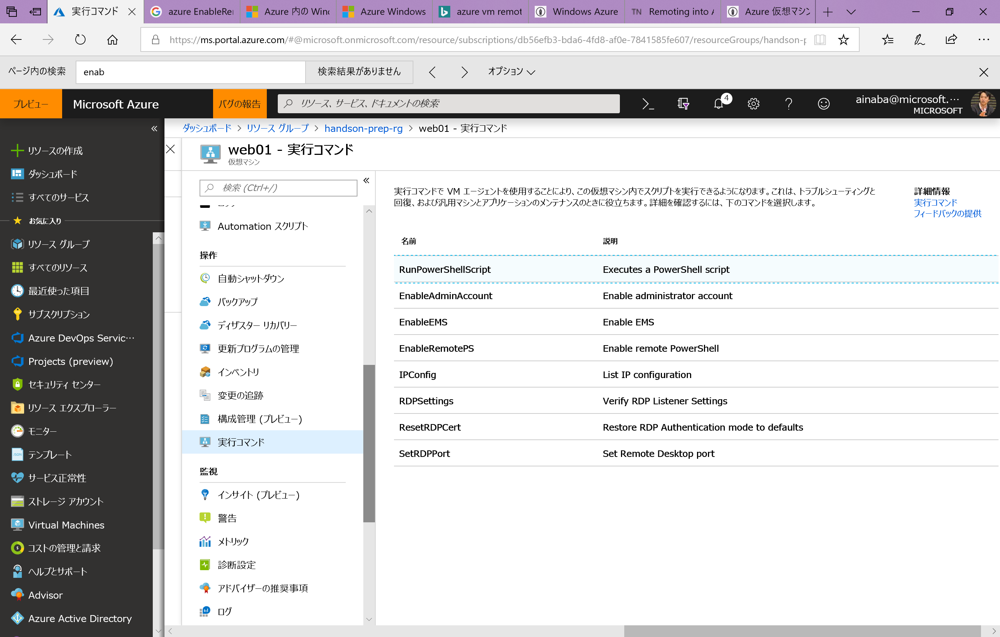 実行コマンド
azure EnableRe
Azure 内の Win
Azure Windows
azure vm remot
Windows Azure
TN Remoting into
Azure 仮想マシン
https://ms.portal.azure.com/#@microsoft.onmicrosoft.com/resource/subscriptions/db56efb3-bda6-4fd8-af0e-7841585fe607/resourceGroups/handson-p
ページ内の検索
enab
検索結果がありません
オプション
プレビュー
Microsoft Azure
バグの報告
リソース、サービス、ドキュメントの検索
4
ainaba@microsoft.…
MICROSOFT
ダッシュボード > リソース グループ > handson-prep-rg > web01 - 実行コマンド
リソースの作成
ダッシュボード
すべてのサービス
お気に入り
リソース グループ
すべてのリソース
最近使った項目
サブスクリプション
Azure DevOps Servic…
Projects (preview)
セキュリティ センター
リソース エクスプローラー
モニター
テンプレート
サービス正常性
ストレージ アカウント
Virtual Machines
コストの管理と請求
ヘルプとサポート
Advisor
Azure Active Directory
web01 - 実行コマンド
仮想マシン
検索 (Ctrl+/)
Automation スクリプト
操作
自動シャットダウン
バックアップ
ディザスター リカバリー
更新プログラムの管理
インベントリ
変更の追跡
構成管理 (プレビュー)
実行コマンド
監視
インサイト (プレビュー)
警告
メトリック
診断設定
アドバイザーの推奨事項
ログ
実行コマンドで VM エージェントを使用することにより、この仮想マシン内でスクリプトを実行できるようになります。これは、トラブルシューティングと
回復、および汎用マシンとアプリケーションのメンテナンスのときに役立ちます。詳細を確認するには、下のコマンドを選択します。
詳細情報
実行コマンド
フィードバックの提供
名前 説明
RunPowerShellScript Executes a PowerShell script
EnableAdminAccount Enable administrator account
EnableEMS Enable EMS
EnableRemotePS Enable remote PowerShell
IPConfig List IP configuration
RDPSettings Verify RDP Listener Settings
ResetRDPCert Restore RDP Authentication mode to defaults
SetRDPPort Set Remote Desktop port